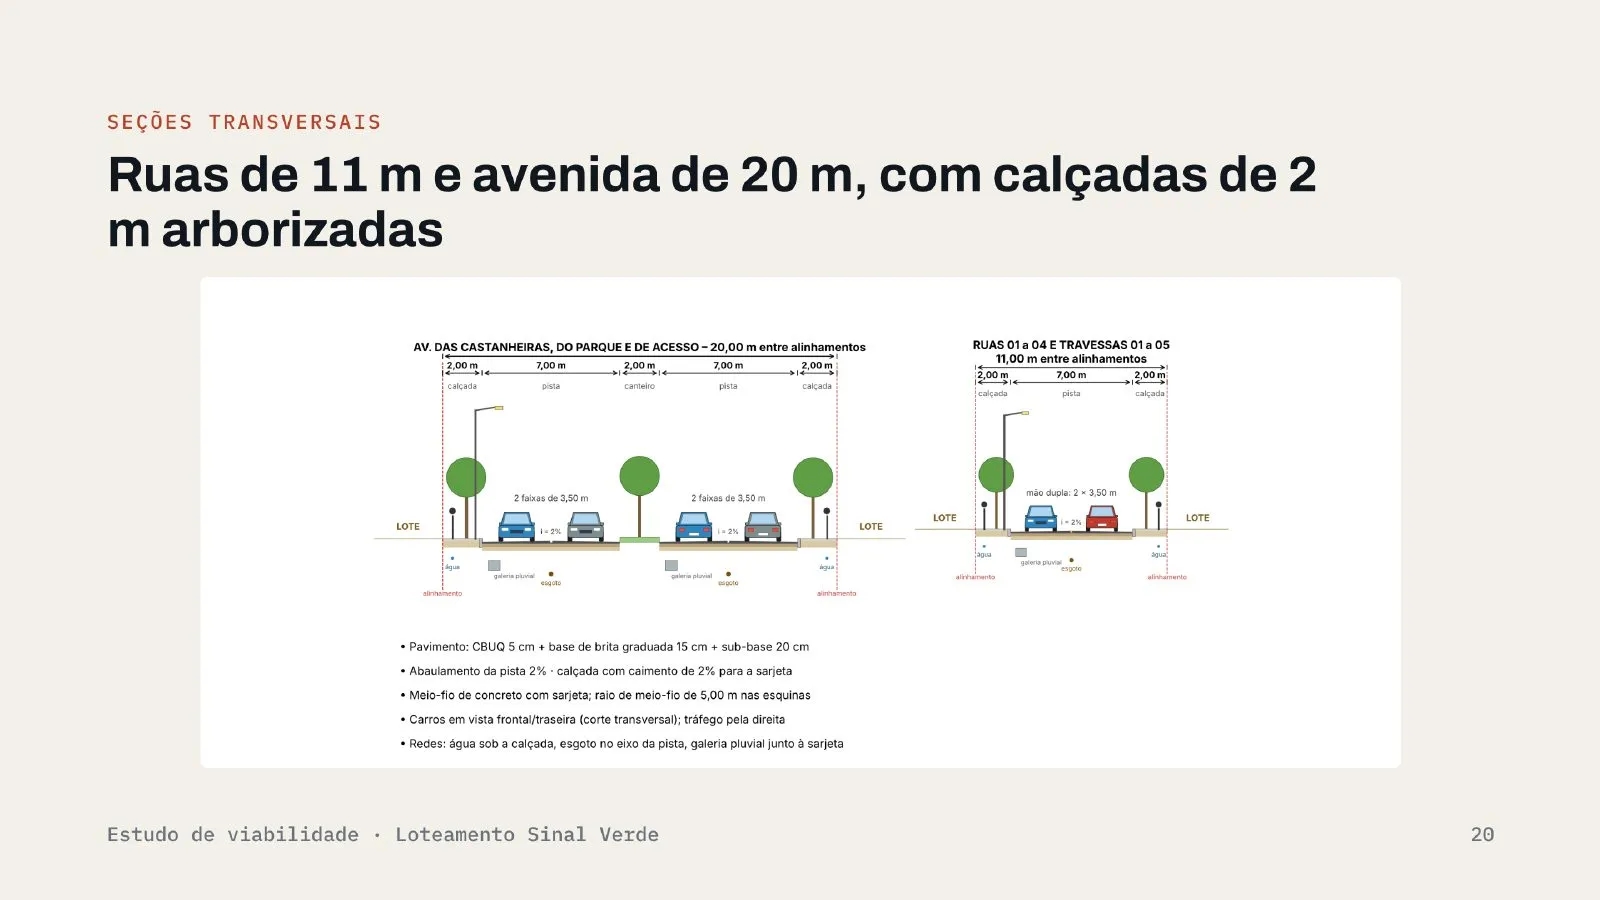 SEÇÕES TRANSVERSAIS
Ruas de 11 m e avenida de 20 m, com calçadas de 2
m arborizadas
AV. DAS CASTANHEIRAS, DO PARQUE E DE ACESSO – 20,00 m entre alinhamentos
2,00 m 7,00 m 2,00 m 7,00 m 2,00 m
calçada pista canteiro pista calçada
2 faixas de 3,50 m 2 faixas de 3,50 m
LOTE i = 2% i = 2% LOTE
água galeria pluvial esgoto galeria pluvial esgoto água
alinhamento alinhamento
RUAS 01 a 04 E TRAVESSAS 01 a 05
11,00 m entre alinhamentos
2,00 m 7,00 m 2,00 m
calçada pista calçada
mão dupla: 2 × 3,50 m
LOTE i = 2% LOTE
água galeria pluvial esgoto água
alinhamento alinhamento
• Pavimento: CBUQ 5 cm + base de brita graduada 15 cm + sub-base 20 cm
• Abaulamento da pista 2% · calçada com caimento de 2% para a sarjeta
• Meio-fio de concreto com sarjeta; raio de meio-fio de 5,00 m nas esquinas
• Carros em vista frontal/traseira (corte transversal); tráfego pela direita
• Redes: água sob a calçada, esgoto no eixo da pista, galeria pluvial junto à sarjeta
Estudo de viabilidade · Loteamento Sinal Verde 20